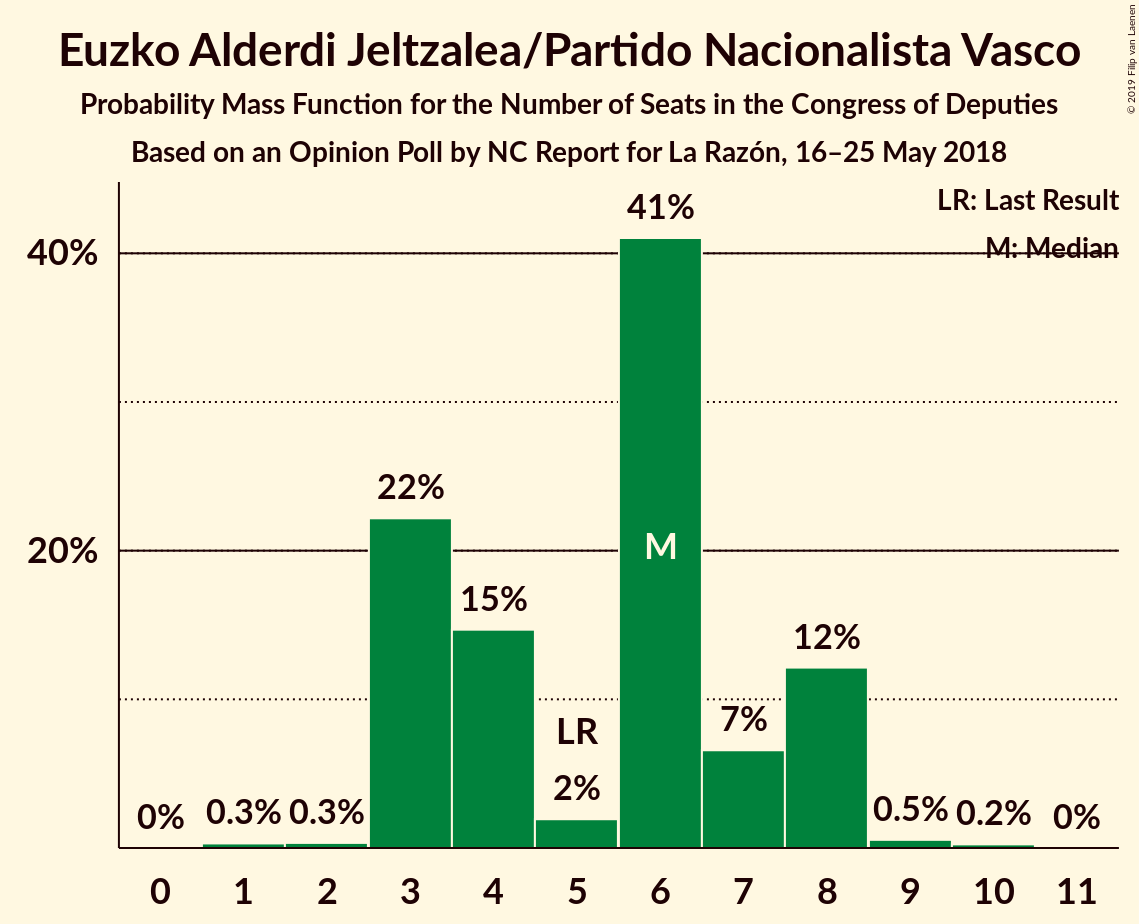 Euzko Alderdi Jeltzalea/Partido Nacionalista Vasco
Probability Mass Function for the Number of Seats in the Congress of Deputies
Based on an Opinion Poll by NC Report for La Razón, 16–25 May 2018
© 2019 Filip van Laenen
LR: Last Result
M: Median
40%
20%
0%
0.3%
0.3%
22%
15%
LR
2%
41%
M
7%
12%
0.5%
0.2%
0%
0 1 2 3 4 5 6 7 8 9 10 11